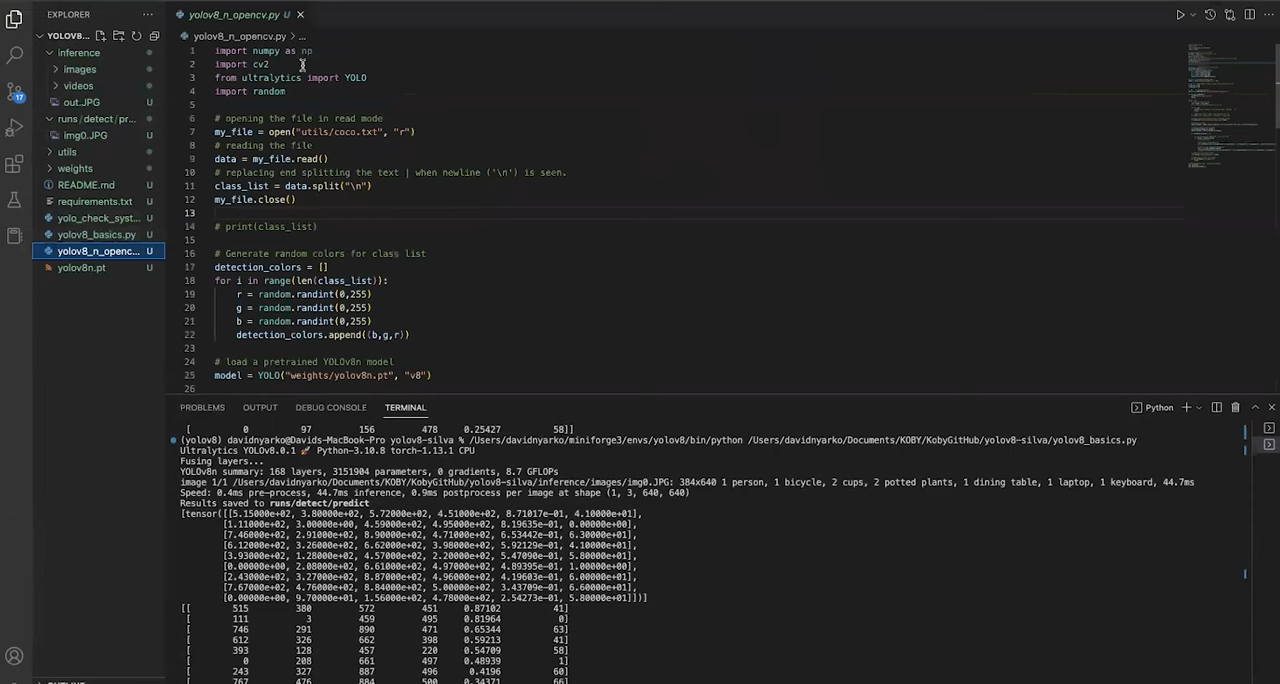 EXPLORER
YOLOV8...
inference
images
videos
out.JPG U
runs / detect / pr...
img0.JPG U
utils
weights
README.md U
requirements.txt U
yolo_check_syst... U
yolov8_basics.py U
yolov8_n_openc... U
yolov8n.pt U
17
yolov8_n_opencv.py U
yolov8_n_opencv.py > ...
1 import numpy as np
2 import cv2
3 from ultralytics import YOLO
4 import random
5
6 # opening the file in read mode
7 my_file = open("utils/coco.txt", "r")
8 # reading the file
9 data = my_file.read()
10 # replacing end splitting the text | when newline ('\n') is seen.
11 class_list = data.split("\n")
12 my_file.close()
13
14 # print(class_list)
15
16 # Generate random colors for class list
17 detection_colors = []
18 for i in range(len(class_list)):
19 r = random.randint(0,255)
20 g = random.randint(0,255)
21 b = random.randint(0,255)
22 detection_colors.append((b,g,r))
23
24 # load a pretrained YOLOv8n model
25 model = YOLO("weights/yolov8n.pt", "v8")
26
PROBLEMS OUTPUT DEBUG CONSOLE TERMINAL
Python
[ 0 97 156 478 0.25427 58]]
(yolov8) davidnyarko@Davids-MacBook-Pro yolov8-silva % /Users/davidnyarko/miniforge3/envs/yolov8/bin/python /Users/davidnyarko/Documents/KOBY/KobyGitHub/yolov8-silva/yolov8_basics.py
Ultralytics YOLOv8.0.1 🚀 Python-3.10.8 torch-1.13.1 CPU
Fusing layers...
YOLOv8n summary: 168 layers, 3151904 parameters, 0 gradients, 8.7 GFLOPs
image 1/1 /Users/davidnyarko/Documents/KOBY/KobyGitHub/yolov8-silva/inference/images/img0.JPG: 384x640 1 person, 1 bicycle, 2 cups, 2 potted plants, 1 dining table, 1 laptop, 1 keyboard, 44.7ms
Speed: 0.4ms pre-process, 44.7ms inference, 0.9ms postprocess per image at shape (1, 3, 640, 640)
Results saved to runs/detect/predict
[tensor([[5.15000e+02, 3.80000e+02, 5.72000e+02, 4.51000e+02, 8.71017e-01, 4.10000e+01],
[1.11000e+02, 3.00000e+00, 4.59000e+02, 4.95000e+02, 8.19635e-01, 0.00000e+00],
[7.46000e+02, 2.91000e+02, 8.90000e+02, 4.71000e+02, 6.53442e-01, 6.30000e+01],
[6.12000e+02, 3.26000e+02, 6.62000e+02, 3.98000e+02, 5.92129e-01, 4.10000e+01],
[3.93000e+02, 1.28000e+02, 4.57000e+02, 2.20000e+02, 5.47090e-01, 5.80000e+01],
[0.00000e+00, 2.08000e+02, 6.61000e+02, 4.97000e+02, 4.89395e-01, 1.00000e+00],
[2.43000e+02, 3.27000e+02, 8.87000e+02, 4.96000e+02, 4.19603e-01, 6.00000e+01],
[7.67000e+02, 4.76000e+02, 8.84000e+02, 5.00000e+02, 3.43709e-01, 6.60000e+01],
[0.00000e+00, 9.70000e+01, 1.56000e+02, 4.78000e+02, 2.54273e-01, 5.80000e+01]])]
[[ 515 380 572 451 0.87102 41]
[ 111 3 459 495 0.81964 0]
[ 746 291 890 471 0.65344 63]
[ 612 326 662 398 0.59213 41]
[ 393 128 457 220 0.54709 58]
[ 0 208 661 497 0.48939 1]
[ 243 327 887 496 0.4196 60]
[ 767 476 884 500 0.34371 66]